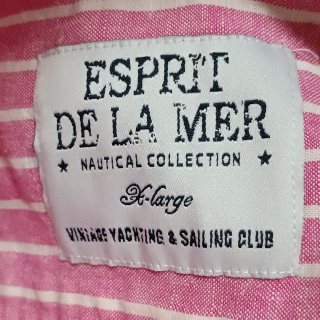 ESPRIT
DE LA MER
★ NAUTICAL COLLECTION ★
X-large
VINTAGE YACHTING & SAILING CLUB